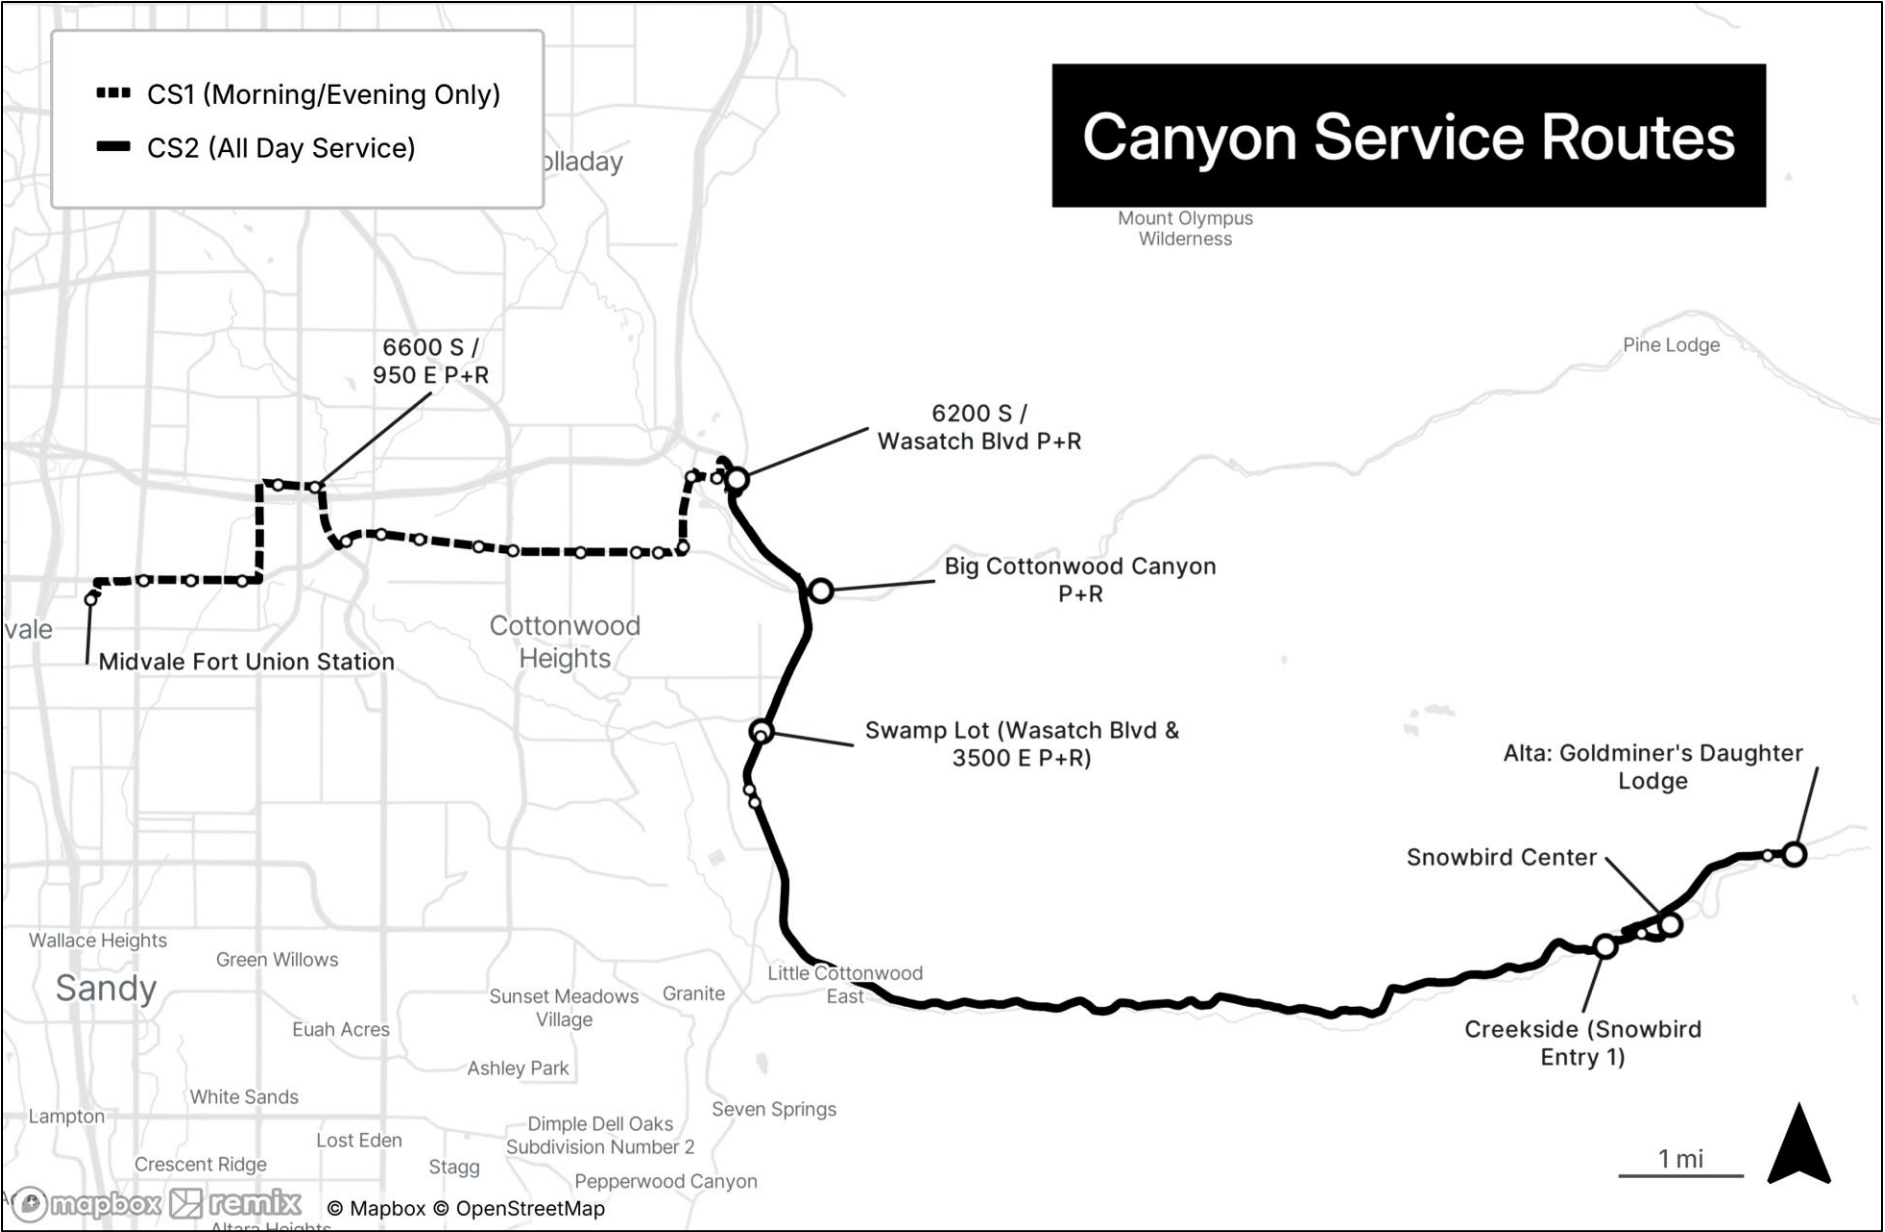 CS1 (Morning/Evening Only)
CS2 (All Day Service)
Canyon Service Routes
olladay
Mount Olympus
Wilderness
Pine Lodge
6600 S /
950 E P+R
6200 S /
Wasatch Blvd P+R
Big Cottonwood Canyon
P+R
vale
Midvale Fort Union Station
Cottonwood
Heights
Swamp Lot (Wasatch Blvd &
3500 E P+R)
Alta: Goldminer's Daughter
Lodge
Snowbird Center
Creekside (Snowbird
Entry 1)
Wallace Heights
Green Willows
Sandy
Little Cottonwood
East
Sunset Meadows
Village
Granite
Euah Acres
Ashley Park
White Sands
Lampton
Seven Springs
Dimple Dell Oaks
Subdivision Number 2
Lost Eden
Crescent Ridge
Stagg
Pepperwood Canyon
1 mi
mapbox
remix
© Mapbox © OpenStreetMap
Altara Heights